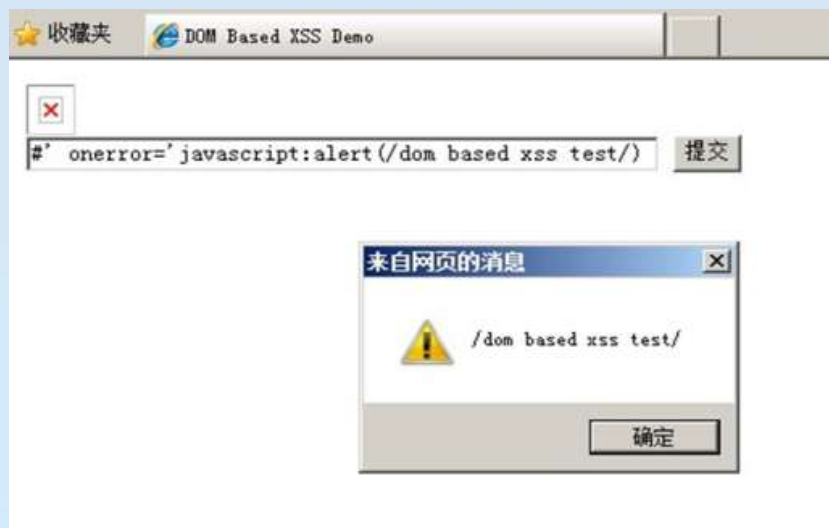 收藏夹 DOM Based XSS Demo
#' onerror='javascript:alert(/dom based xss test/) 提交
来自网页的消息
/dom based xss test/
确定